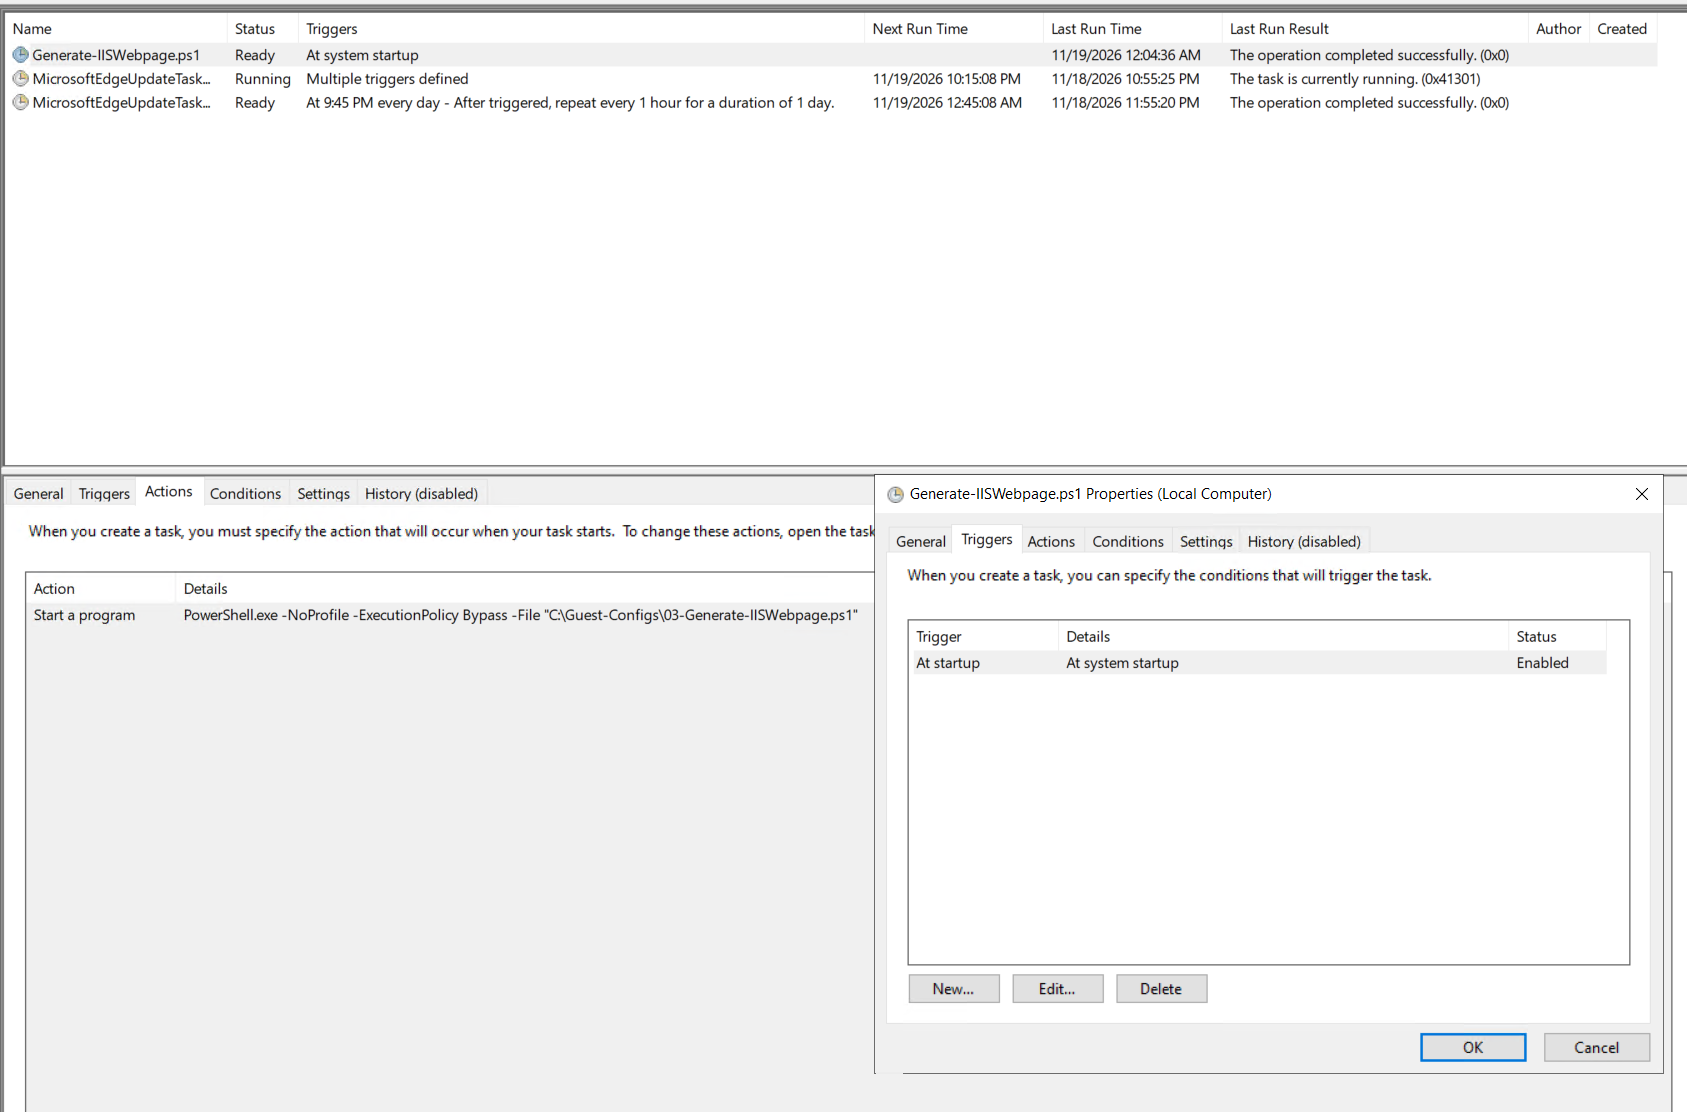 Name Status Triggers Next Run Time Last Run Time Last Run Result Author Created
Generate-IISWebpage.ps1 Ready At system startup 11/19/2026 12:04:36 AM The operation completed successfully. (0x0)
MicrosoftEdgeUpdateTask... Running Multiple triggers defined 11/19/2026 10:15:08 PM 11/18/2026 10:55:25 PM The task is currently running. (0x41301)
MicrosoftEdgeUpdateTask... Ready At 9:45 PM every day - After triggered, repeat every 1 hour for a duration of 1 day. 11/19/2026 12:45:08 AM 11/18/2026 11:55:20 PM The operation completed successfully. (0x0)
General Triggers Actions Conditions Settings History (disabled)
When you create a task, you must specify the action that will occur when your task starts. To change these actions, open the task
Action Details
Start a program PowerShell.exe -NoProfile -ExecutionPolicy Bypass -File "C:\Guest-Configs\03-Generate-IISWebpage.ps1"
Generate-IISWebpage.ps1 Properties (Local Computer)
General Triggers Actions Conditions Settings History (disabled)
When you create a task, you can specify the conditions that will trigger the task.
Trigger Details Status
At startup At system startup Enabled
New... Edit... Delete
OK Cancel